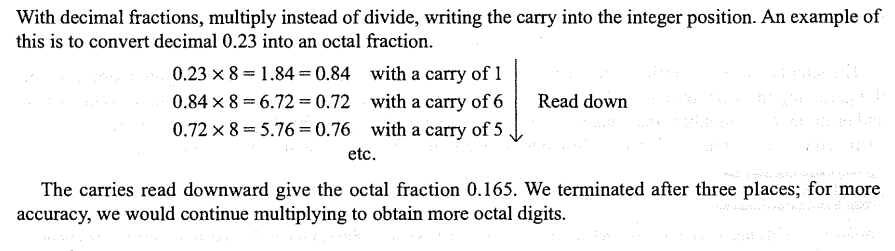 With decimal fractions, multiply instead of divide, writing the carry into the integer position. An example of
this is to convert decimal 0.23 into an octal fraction.
0.23 × 8 = 1.84 = 0.84 with a carry of 1
0.84 × 8 = 6.72 = 0.72 with a carry of 6 Read down
0.72 × 8 = 5.76 = 0.76 with a carry of 5
etc.
The carries read downward give the octal fraction 0.165. We terminated after three places; for more
accuracy, we would continue multiplying to obtain more octal digits.